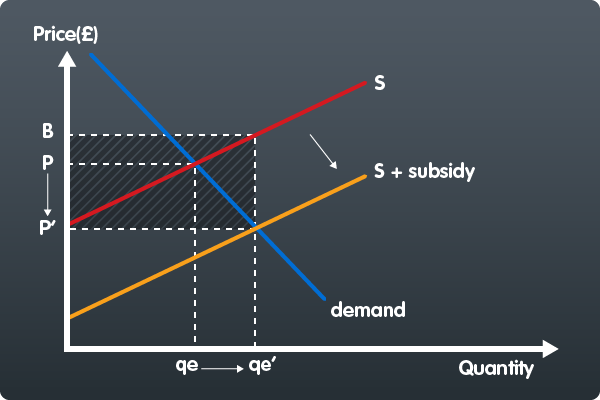 Price(£)
S
B
P
S + subsidy
P′
demand
qe
qe′
Quantity